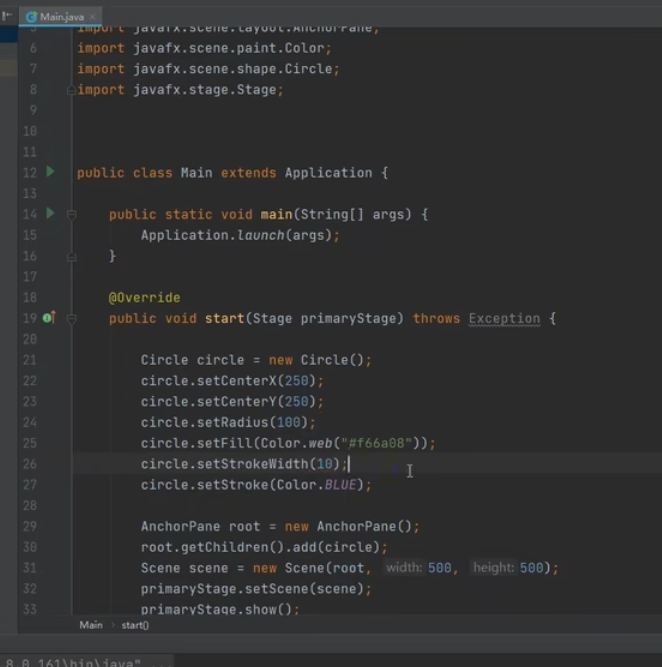 Main.java
5 import javafx.scene.layout.AnchorPane;
6 import javafx.scene.paint.Color;
7 import javafx.scene.shape.Circle;
8 import javafx.stage.Stage;
9
10
11
12 public class Main extends Application {
13
14 public static void main(String[] args) {
15 Application.launch(args);
16 }
17
18 @Override
19 public void start(Stage primaryStage) throws Exception {
20
21 Circle circle = new Circle();
22 circle.setCenterX(250);
23 circle.setCenterY(250);
24 circle.setRadius(100);
25 circle.setFill(Color.web("#f66a08"));
26 circle.setStrokeWidth(10);
27 circle.setStroke(Color.BLUE);
28
29 AnchorPane root = new AnchorPane();
30 root.getChildren().add(circle);
31 Scene scene = new Scene(root, width: 500, height: 500);
32 primaryStage.setScene(scene);
33 primaryStage.show();
Main start()
8.0_161\bin\java" ...